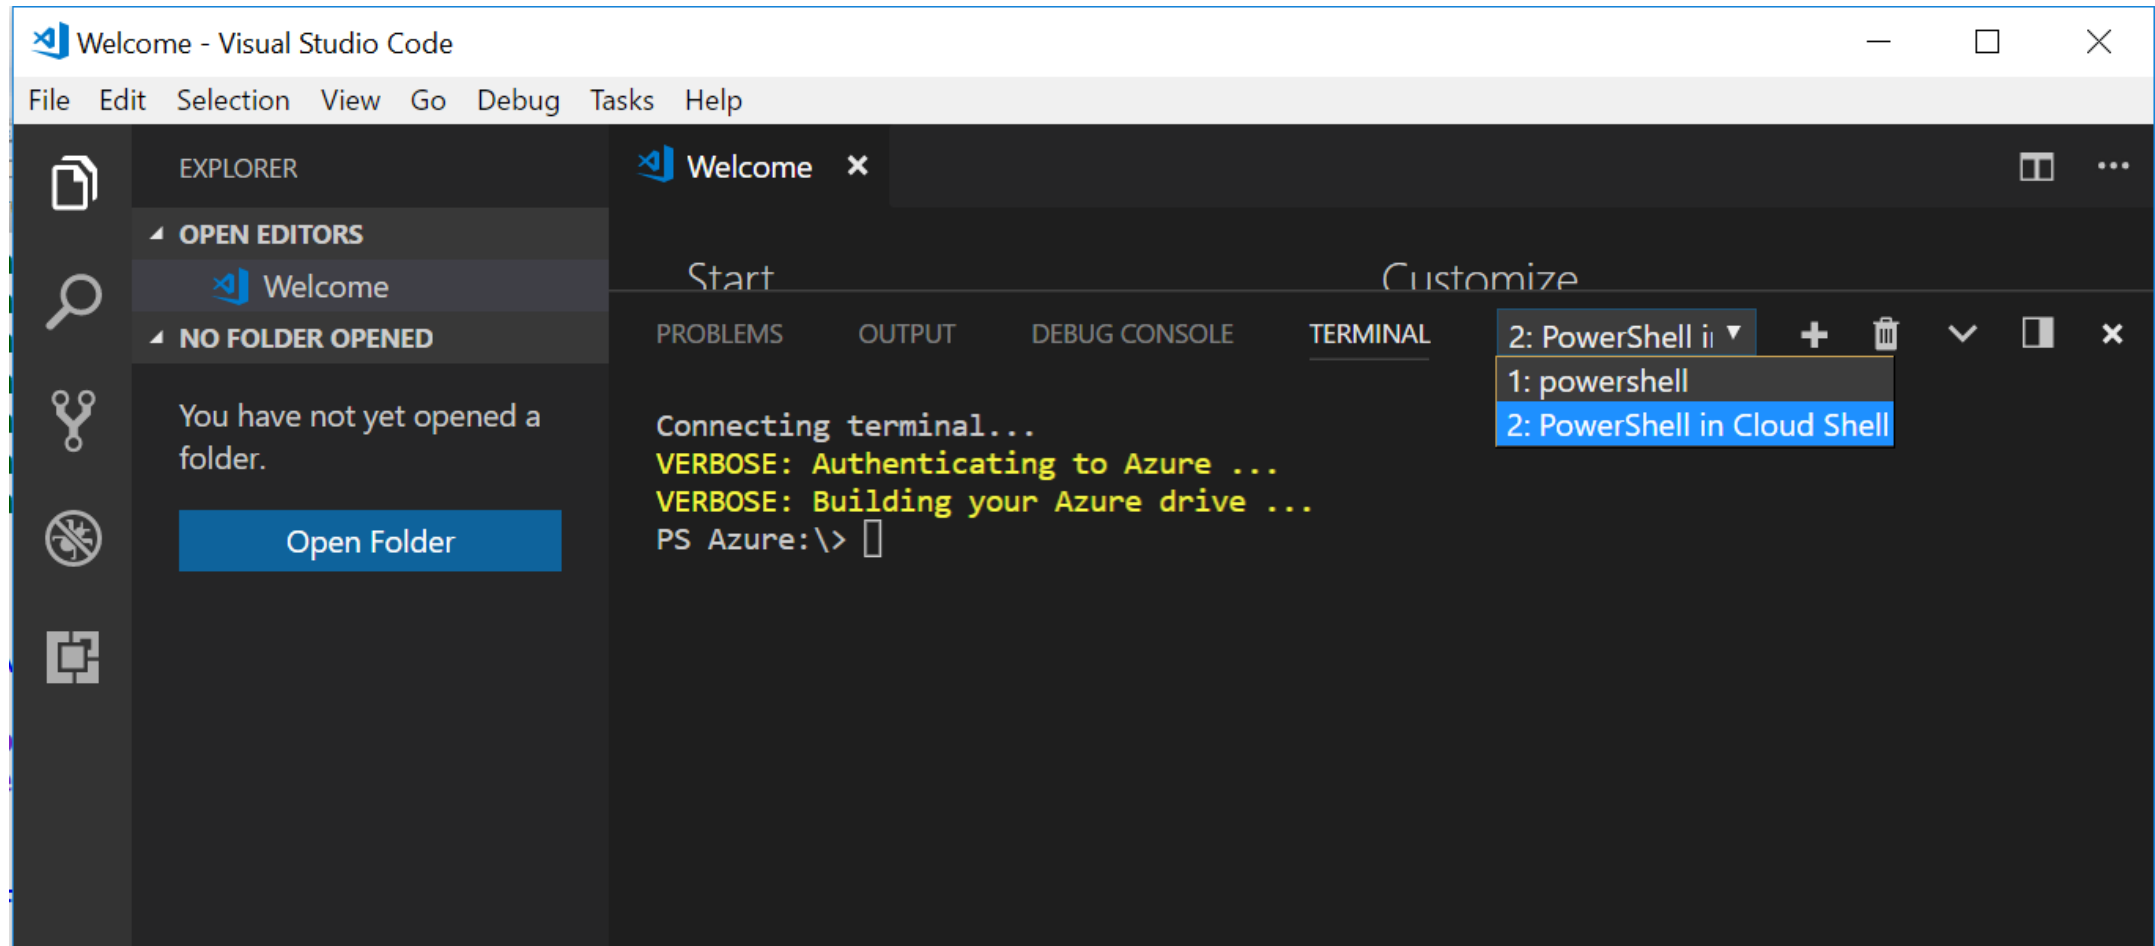 Welcome - Visual Studio Code
File Edit Selection View Go Debug Tasks Help
EXPLORER
OPEN EDITORS
Welcome
NO FOLDER OPENED
You have not yet opened a
folder.
Open Folder
Welcome
Start
Customize
PROBLEMS OUTPUT DEBUG CONSOLE TERMINAL
2: PowerShell i
1: powershell
2: PowerShell in Cloud Shell
Connecting terminal...
VERBOSE: Authenticating to Azure ...
VERBOSE: Building your Azure drive ...
PS Azure:\>